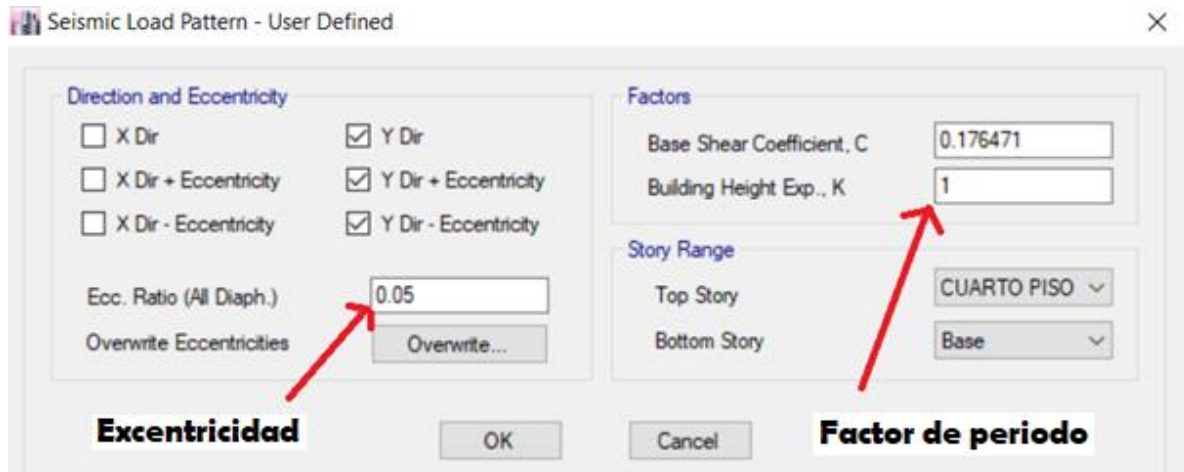 Seismic Load Pattern - User Defined
Direction and Eccentricity
X Dir
Y Dir
X Dir + Eccentricity
Y Dir + Eccentricity
X Dir - Eccentricity
Y Dir - Eccentricity
Ecc. Ratio (All Diaph.)
0.05
Overwrite Eccentricities
Overwrite...
Factors
Base Shear Coefficient, C
0.176471
Building Height Exp., K
1
Story Range
Top Story
CUARTO PISO
Bottom Story
Base
Excentricidad
OK
Cancel
Factor de periodo